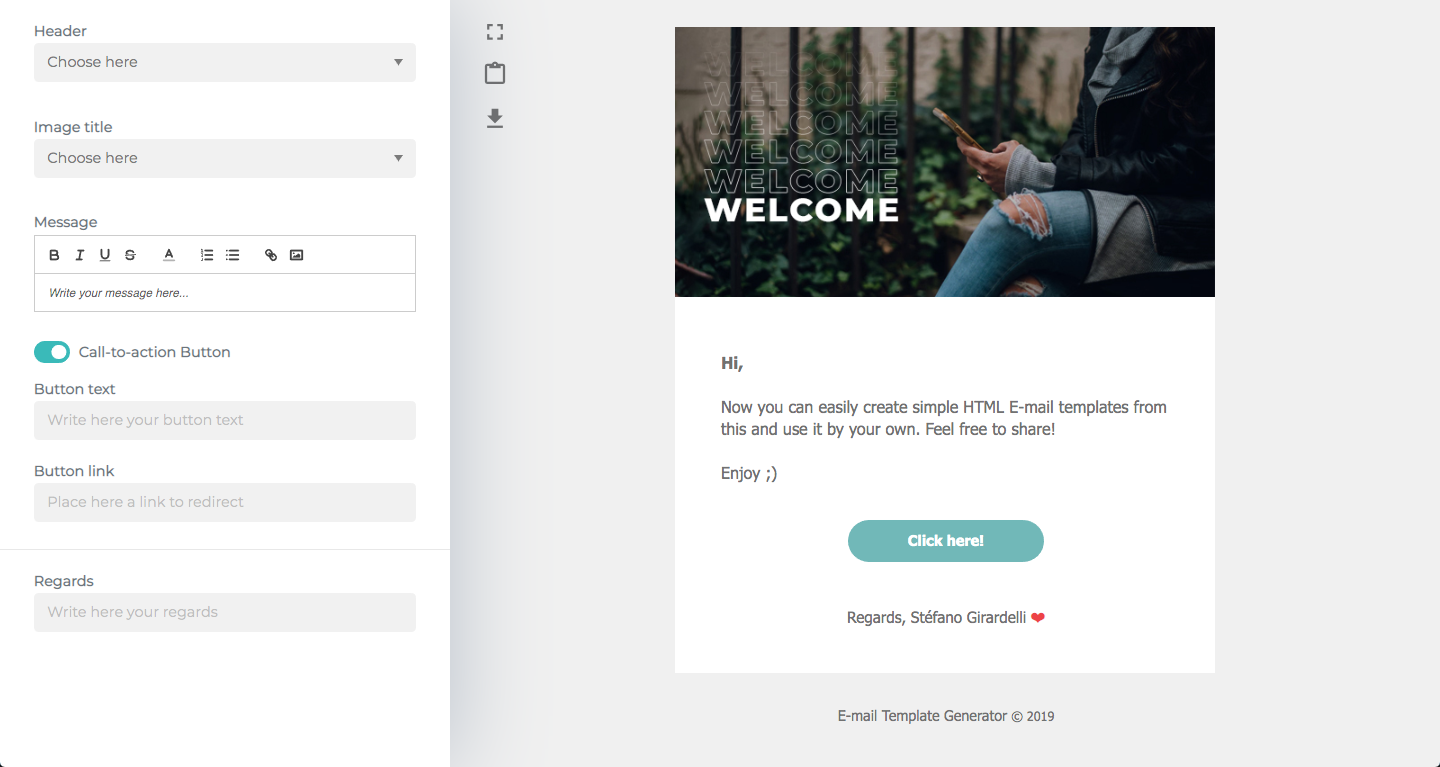 Header
Choose here
Image title
Choose here
Message
B I U S A
Write your message here...
Call-to-action Button
Button text
Write here your button text
Button link
Place here a link to redirect
Regards
Write here your regards
WELCOME
WELCOME
WELCOME
WELCOME
WELCOME
WELCOME
Hi,
Now you can easily create simple HTML E-mail templates from
this and use it by your own. Feel free to share!
Enjoy ;)
Click here!
Regards, Stéfano Girardelli ❤
E-mail Template Generator © 2019